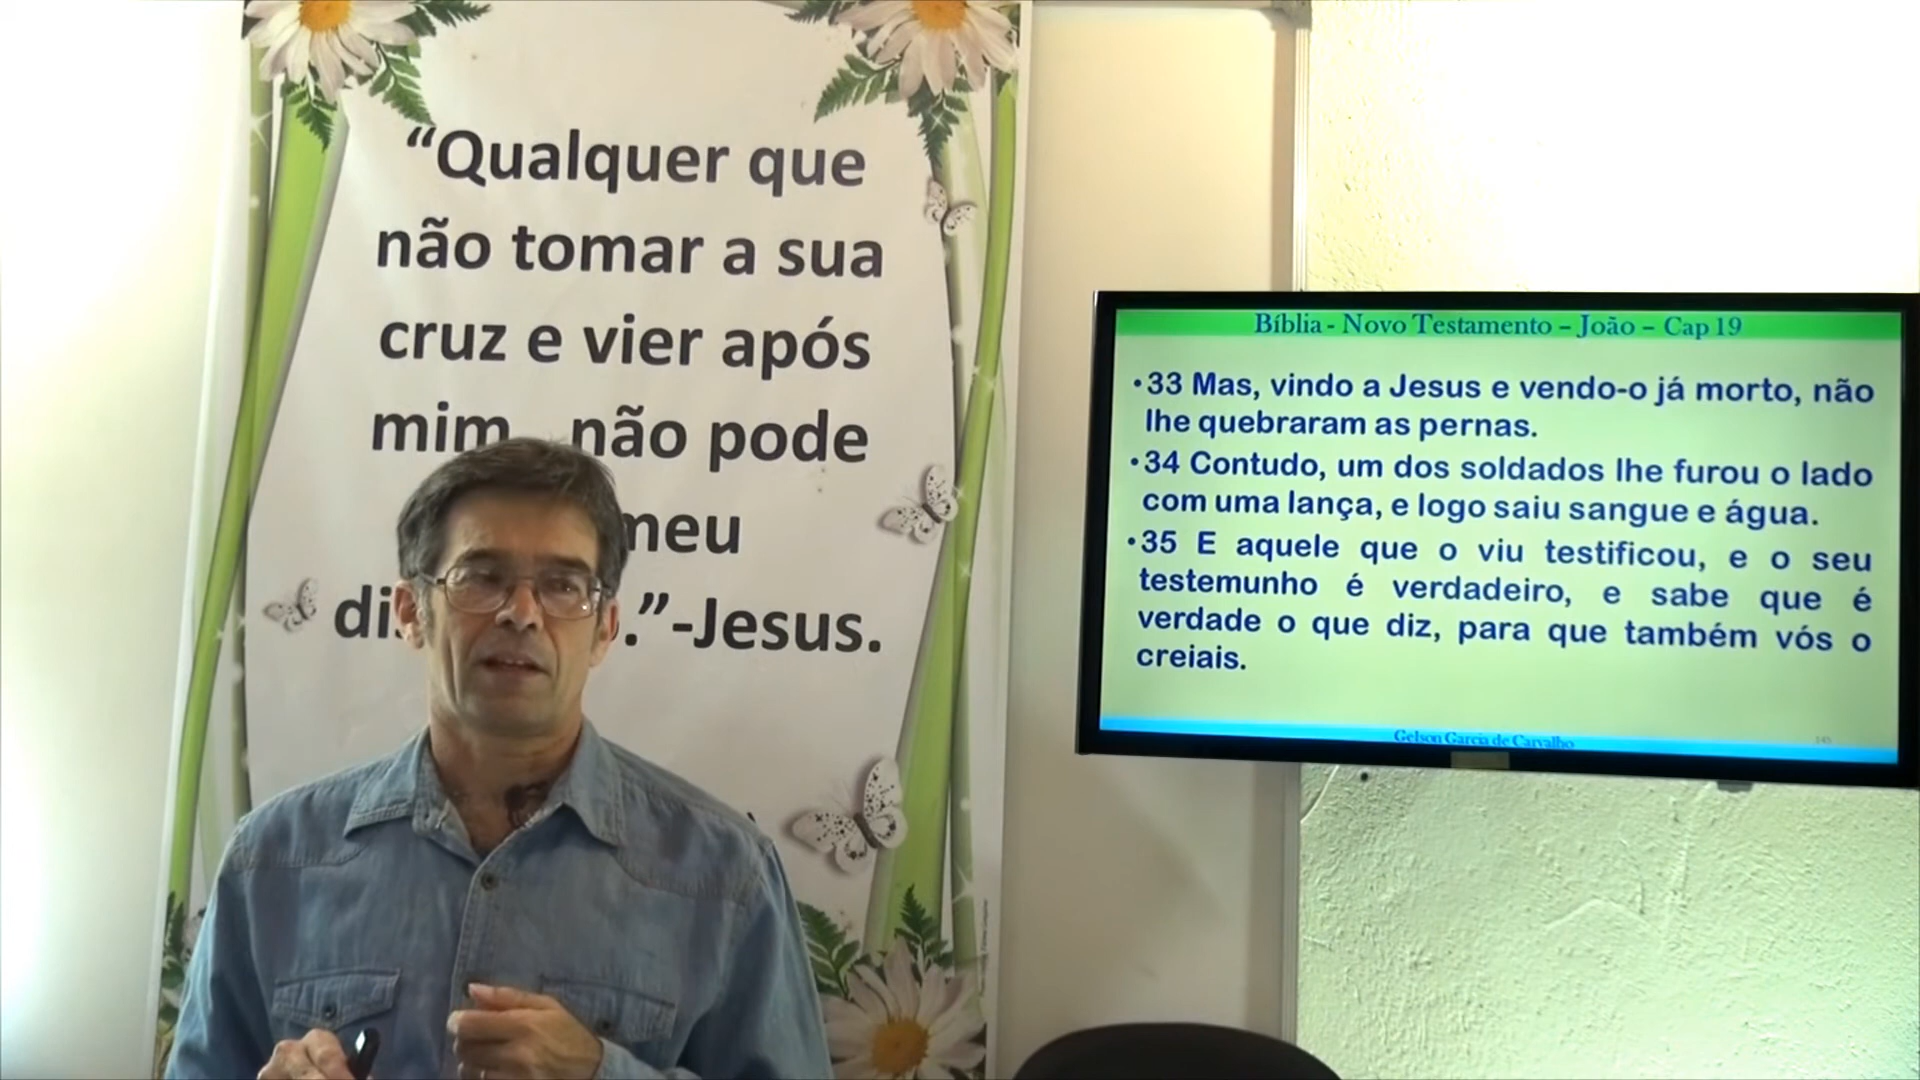 “Qualquer que
não tomar a sua
cruz e vier após
mim não pode
meu
.”-Jesus.
Bíblia - Novo Testamento – João – Cap 19
•33 Mas, vindo a Jesus e vendo-o já morto, não
lhe quebraram as pernas.
•34 Contudo, um dos soldados lhe furou o lado
com uma lança, e logo saiu sangue e água.
•35 E aquele que o viu testificou, e o seu
testemunho é verdadeiro, e sabe que é
verdade o que diz, para que também vós o
creiais.
Gelson Garcia de Carvalho